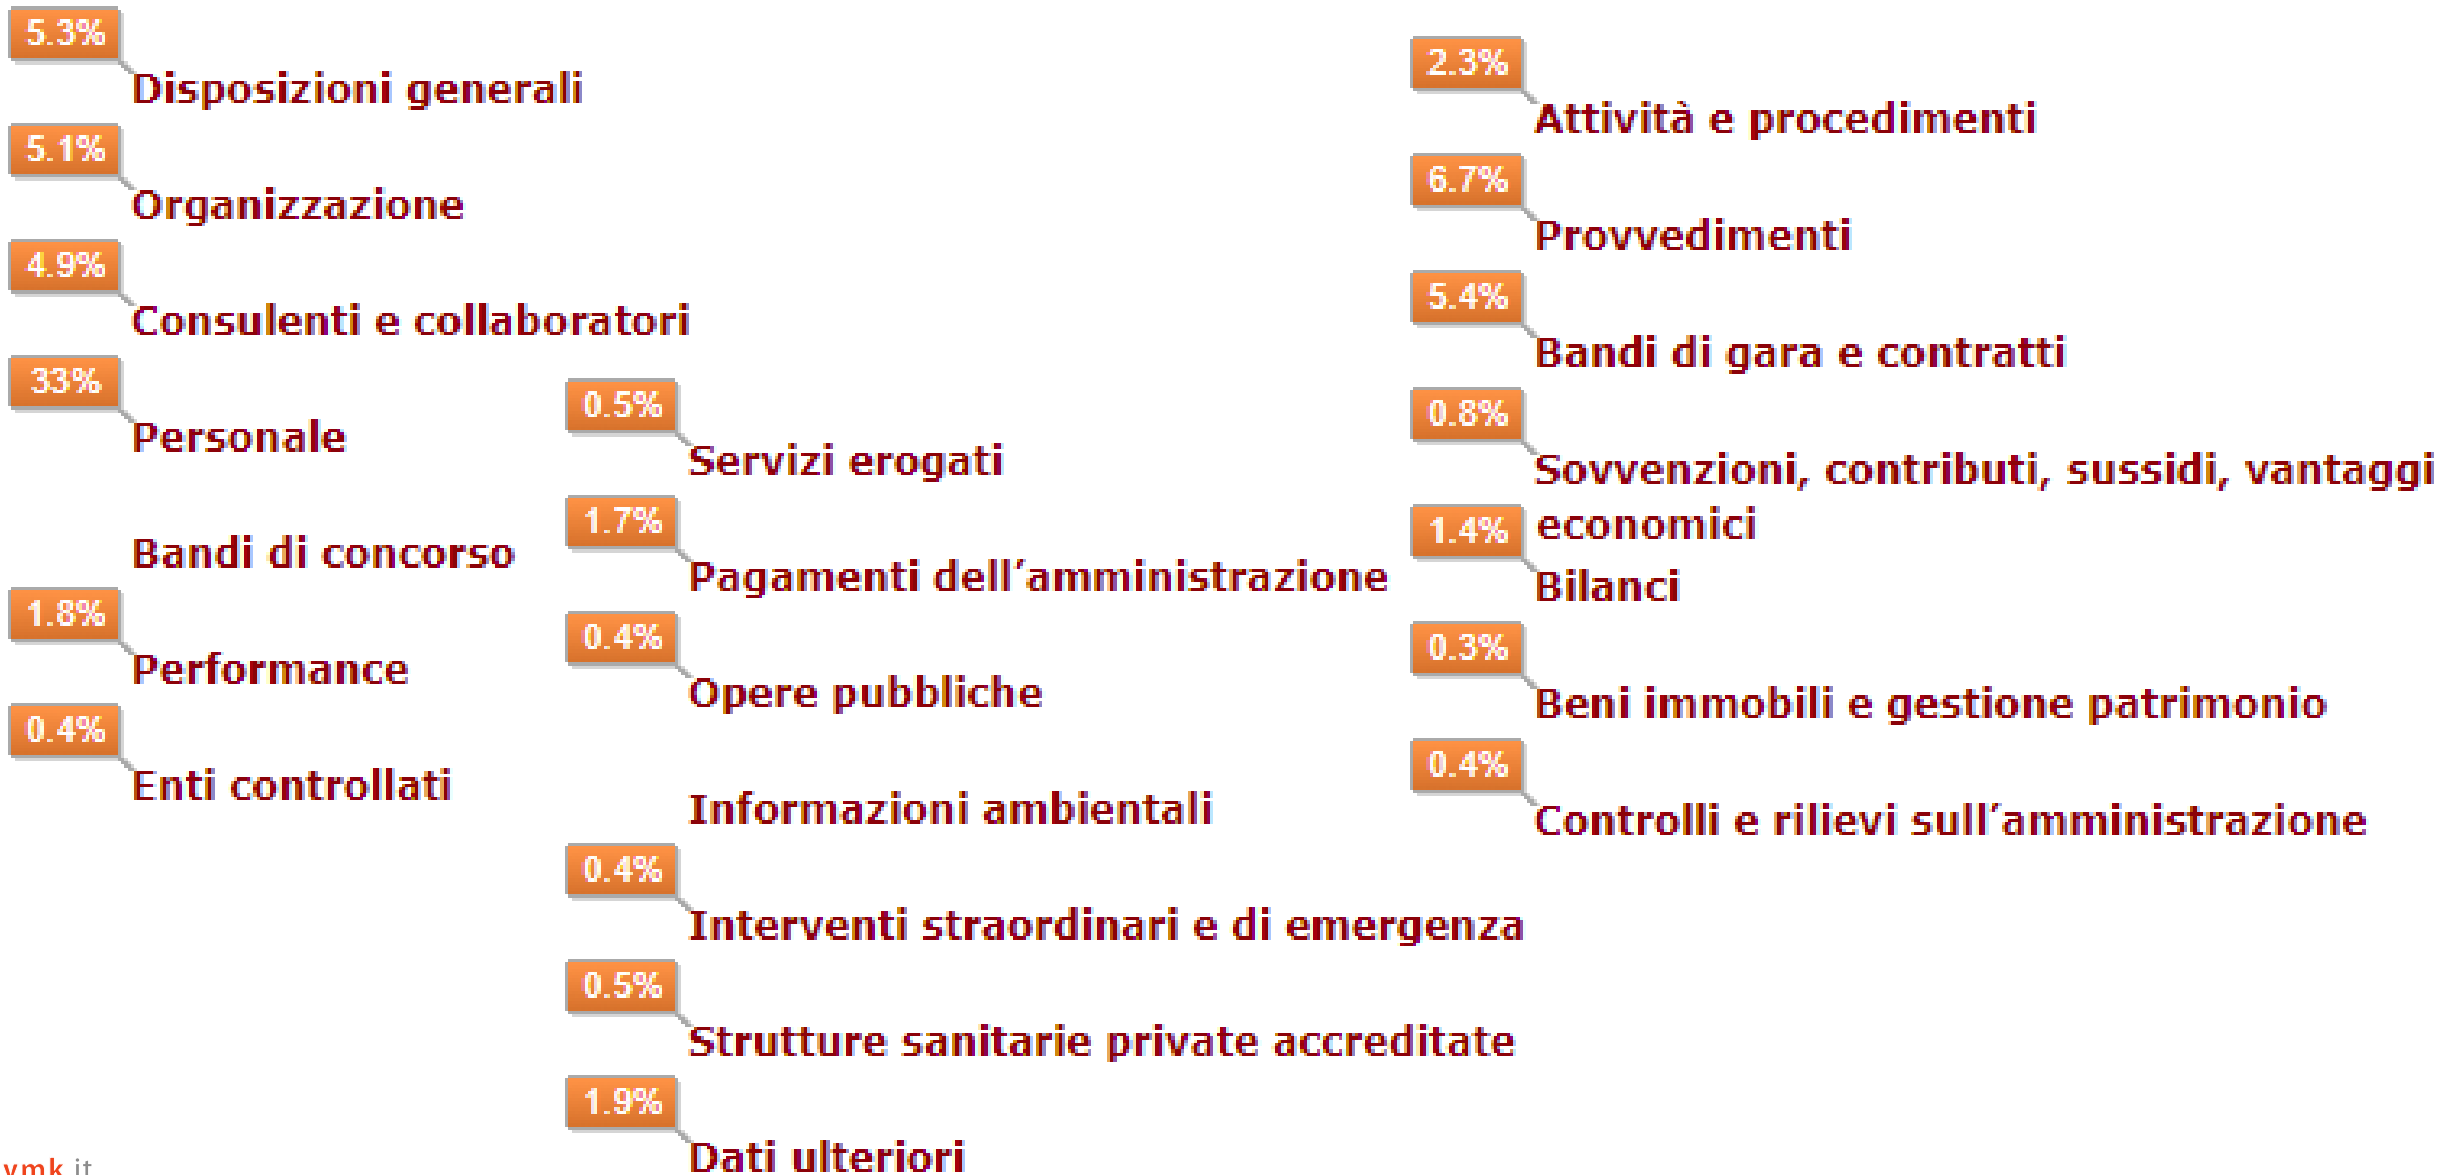 5.3%
Disposizioni generali
5.1%
Organizzazione
4.9%
Consulenti e collaboratori
33%
Personale
Bandi di concorso
1.8%
Performance
0.4%
Enti controllati
0.5%
Servizi erogati
1.7%
Pagamenti dell'amministrazione
0.4%
Opere pubbliche
Informazioni ambientali
0.4%
Interventi straordinari e di emergenza
0.5%
Strutture sanitarie private accreditate
1.9%
Dati ulteriori
2.3%
Attività e procedimenti
6.7%
Provvedimenti
5.4%
Bandi di gara e contratti
0.8%
Sovvenzioni, contributi, sussidi, vantaggi
economici
1.4%
Bilanci
0.3%
Beni immobili e gestione patrimonio
0.4%
Controlli e rilievi sull'amministrazione
ymk.it